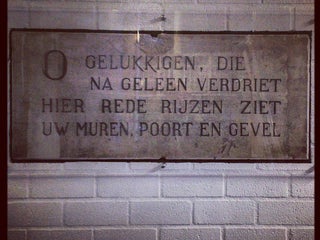 O GELUKKIGEN, DIE
NA GELEEN VERDRIET
HIER REDE RIJZEN ZIET
UW MUREN, POORT EN GEVEL